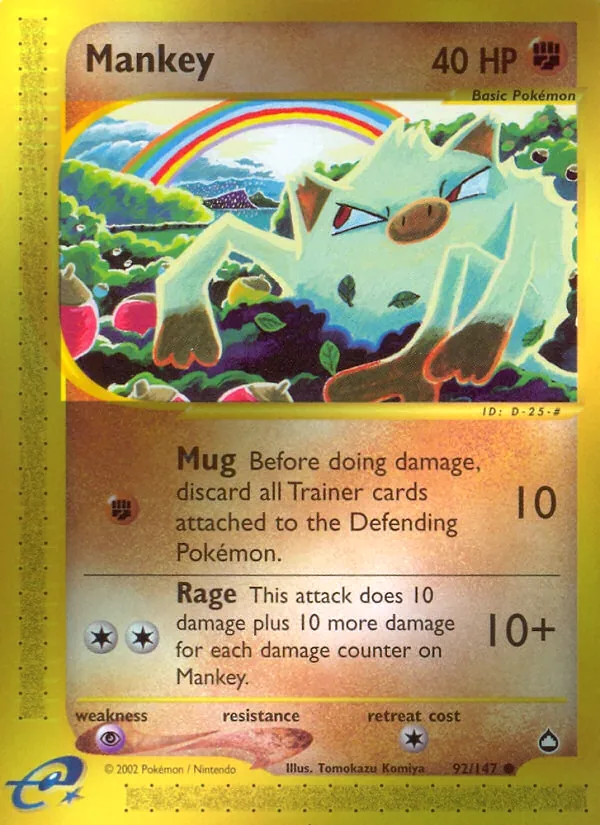 Mankey 40 HP
Basic Pokémon
ID: D-25-#
Mug Before doing damage,
discard all Trainer cards
attached to the Defending
Pokémon.
10
Rage This attack does 10
damage plus 10 more damage
for each damage counter on
Mankey.
10+
weakness resistance retreat cost
© 2002 Pokémon / Nintendo Illus. Tomokazu Komiya 92/147
e